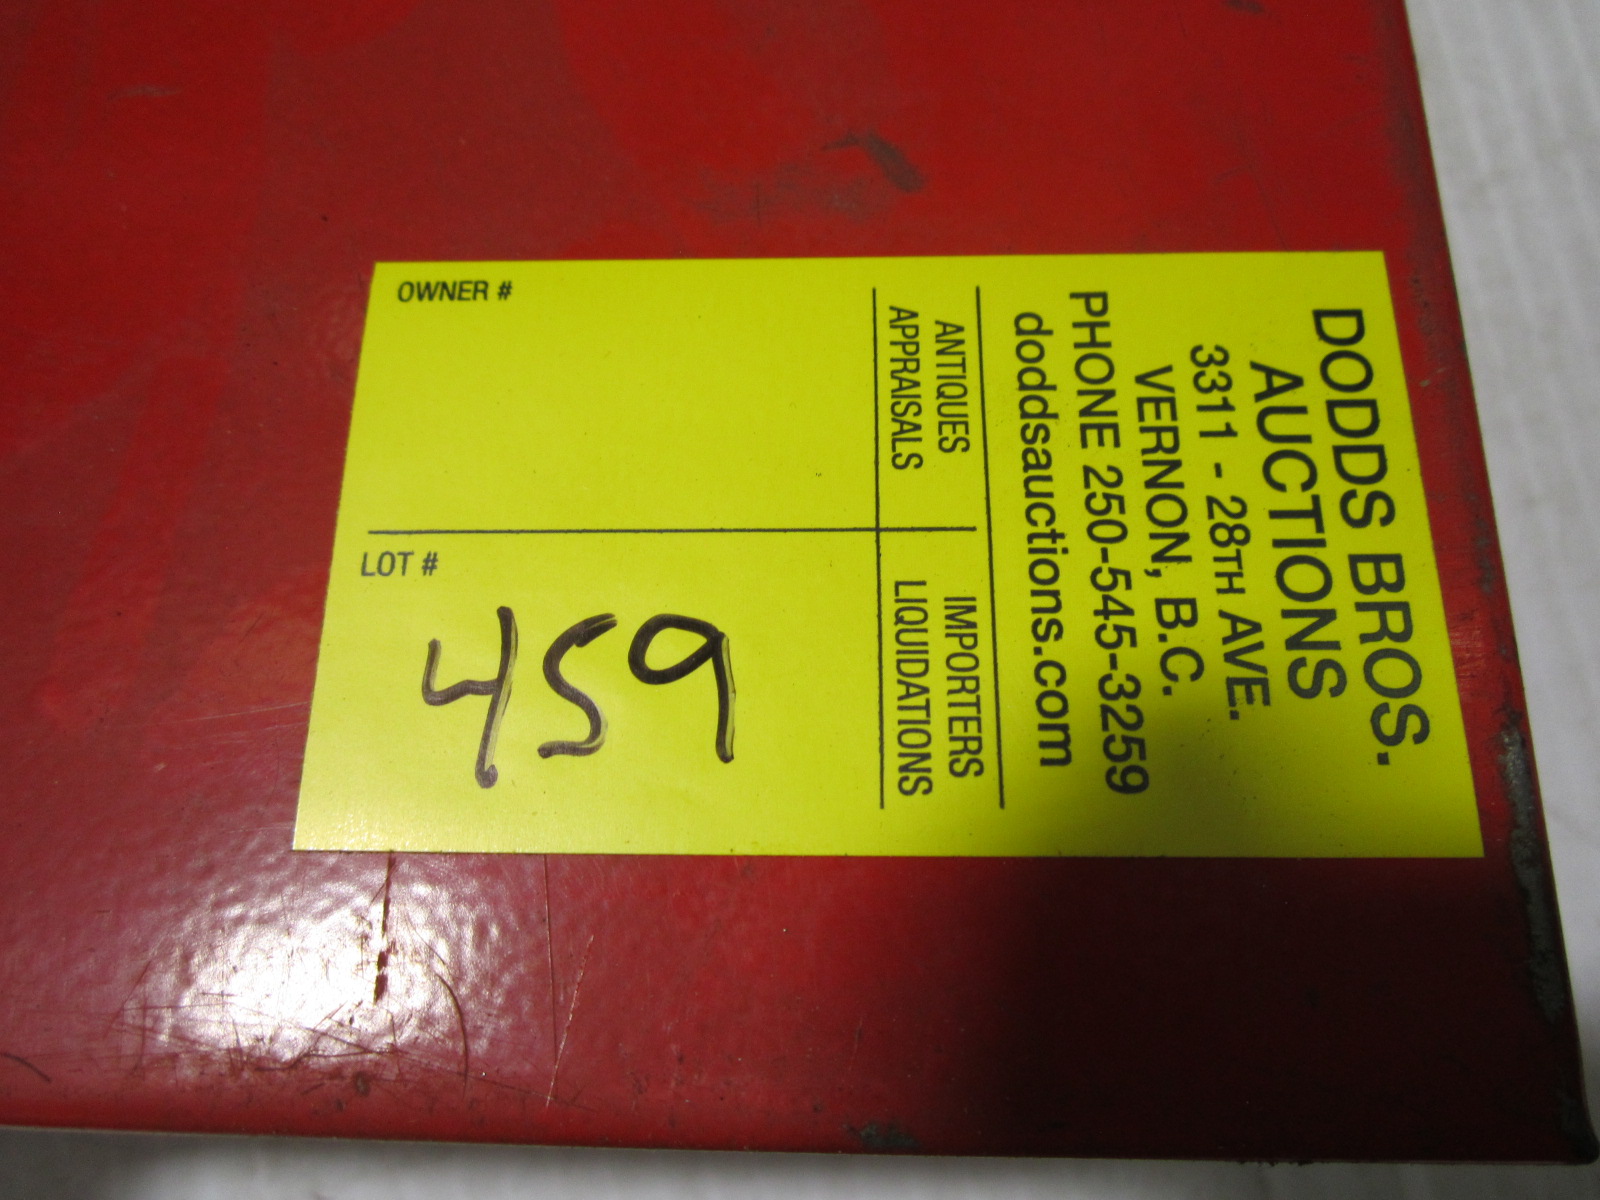 DODDS BROS.
AUCTIONS
3311 - 28TH AVE.
VERNON, B.C.
PHONE 250-545-3259
doddsauctions.com
ANTIQUES IMPORTERS
APPRAISALS LIQUIDATIONS
OWNER #
LOT #
459